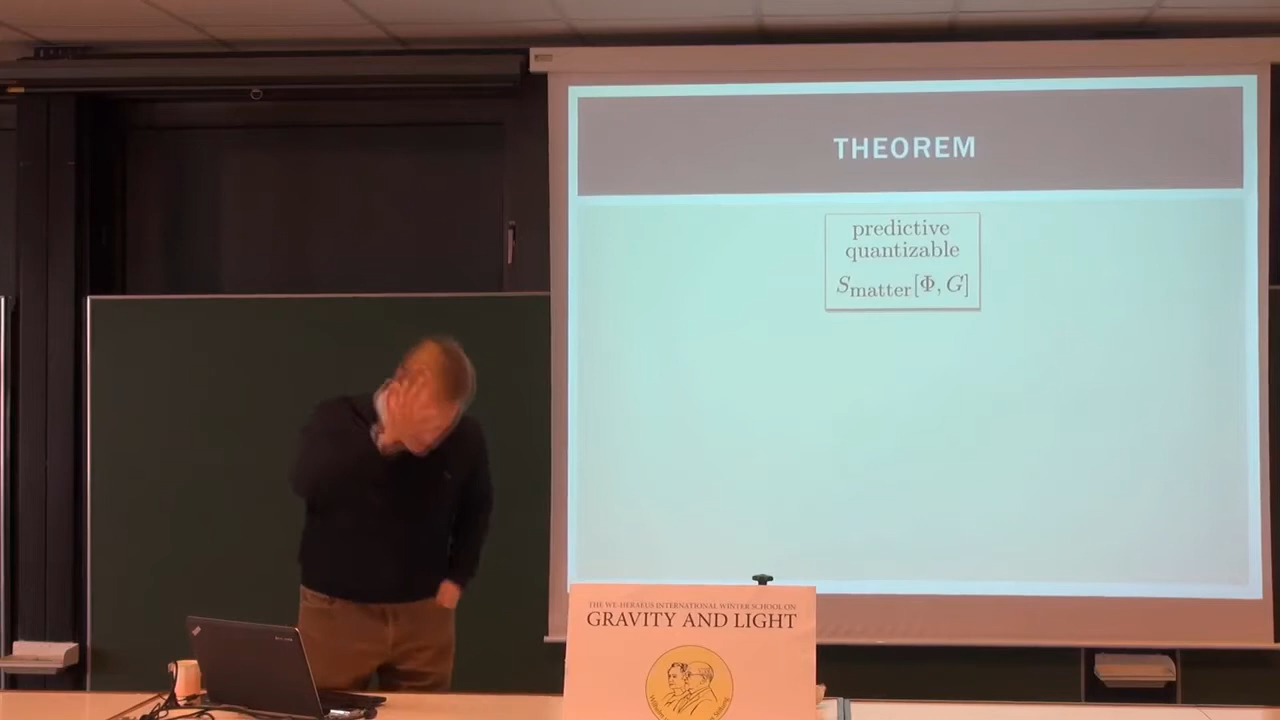 THEOREM
predictive
quantizable
S_matter[Φ, G]
THE WE-HERAEUS INTERNATIONAL WINTER SCHOOL ON
GRAVITY AND LIGHT